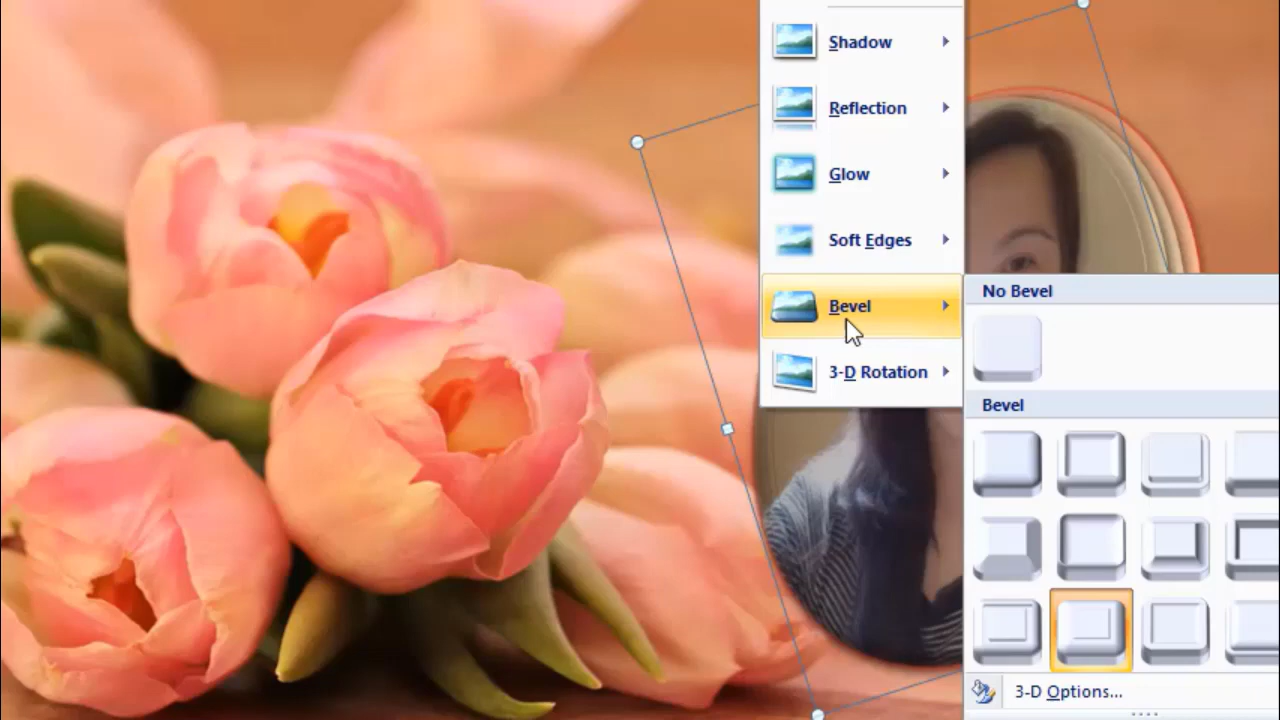 Shadow
Reflection
Glow
Soft Edges
Bevel
3-D Rotation
No Bevel
Bevel
3-D Options...